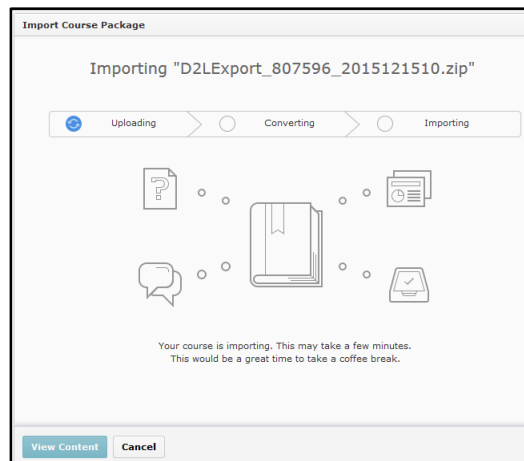 Import Course Package
Importing "D2LExport_807596_2015121510.zip"
Uploading Converting Importing
Your course is importing. This may take a few minutes.
This would be a great time to take a coffee break.
View Content Cancel